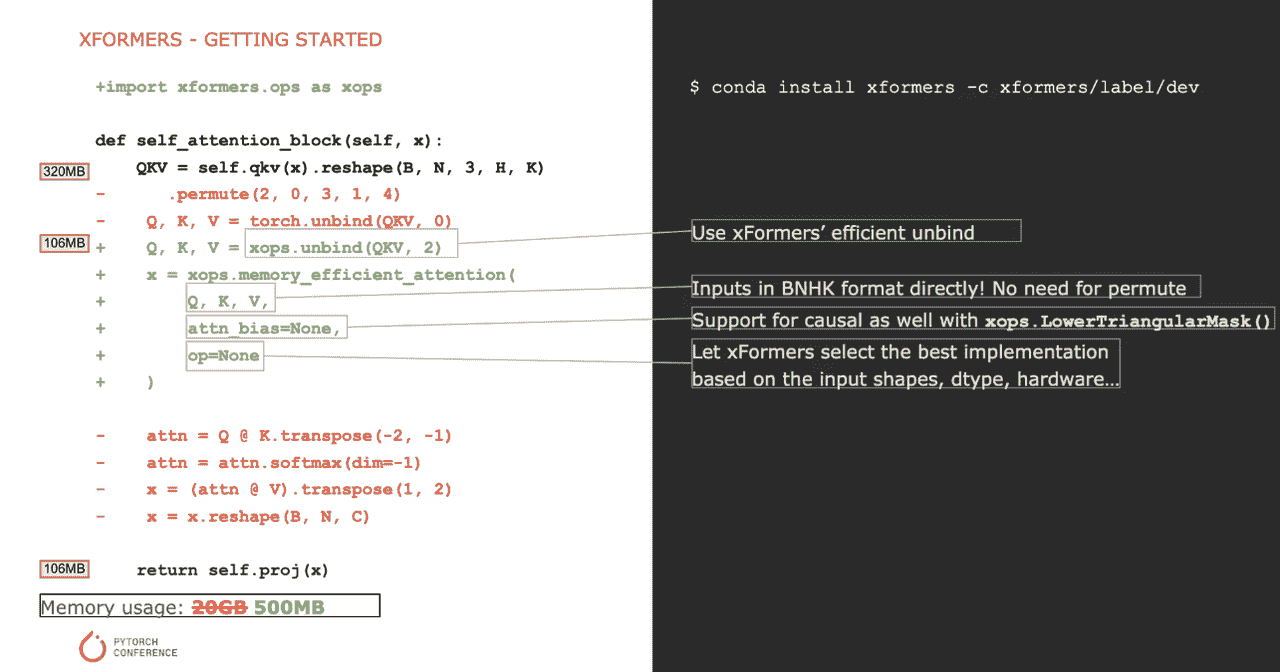 XFORMERS - GETTING STARTED
+import xformers.ops as xops
def self_attention_block(self, x):
320MB QKV = self.qkv(x).reshape(B, N, 3, H, K)
- .permute(2, 0, 3, 1, 4)
- Q, K, V = torch.unbind(QKV, 0)
106MB + Q, K, V = xops.unbind(QKV, 2)
+ x = xops.memory_efficient_attention(
+ Q, K, V,
+ attn_bias=None,
+ op=None
+ )
- attn = Q @ K.transpose(-2, -1)
- attn = attn.softmax(dim=-1)
- x = (attn @ V).transpose(1, 2)
- x = x.reshape(B, N, C)
106MB return self.proj(x)
Memory usage: 20GB 500MB
PYTORCH
CONFERENCE
$ conda install xformers -c xformers/label/dev
Use xFormers’ efficient unbind
Inputs in BNHK format directly! No need for permute
Support for causal as well with xops.LowerTriangularMask()
Let xFormers select the best implementation
based on the input shapes, dtype, hardware…